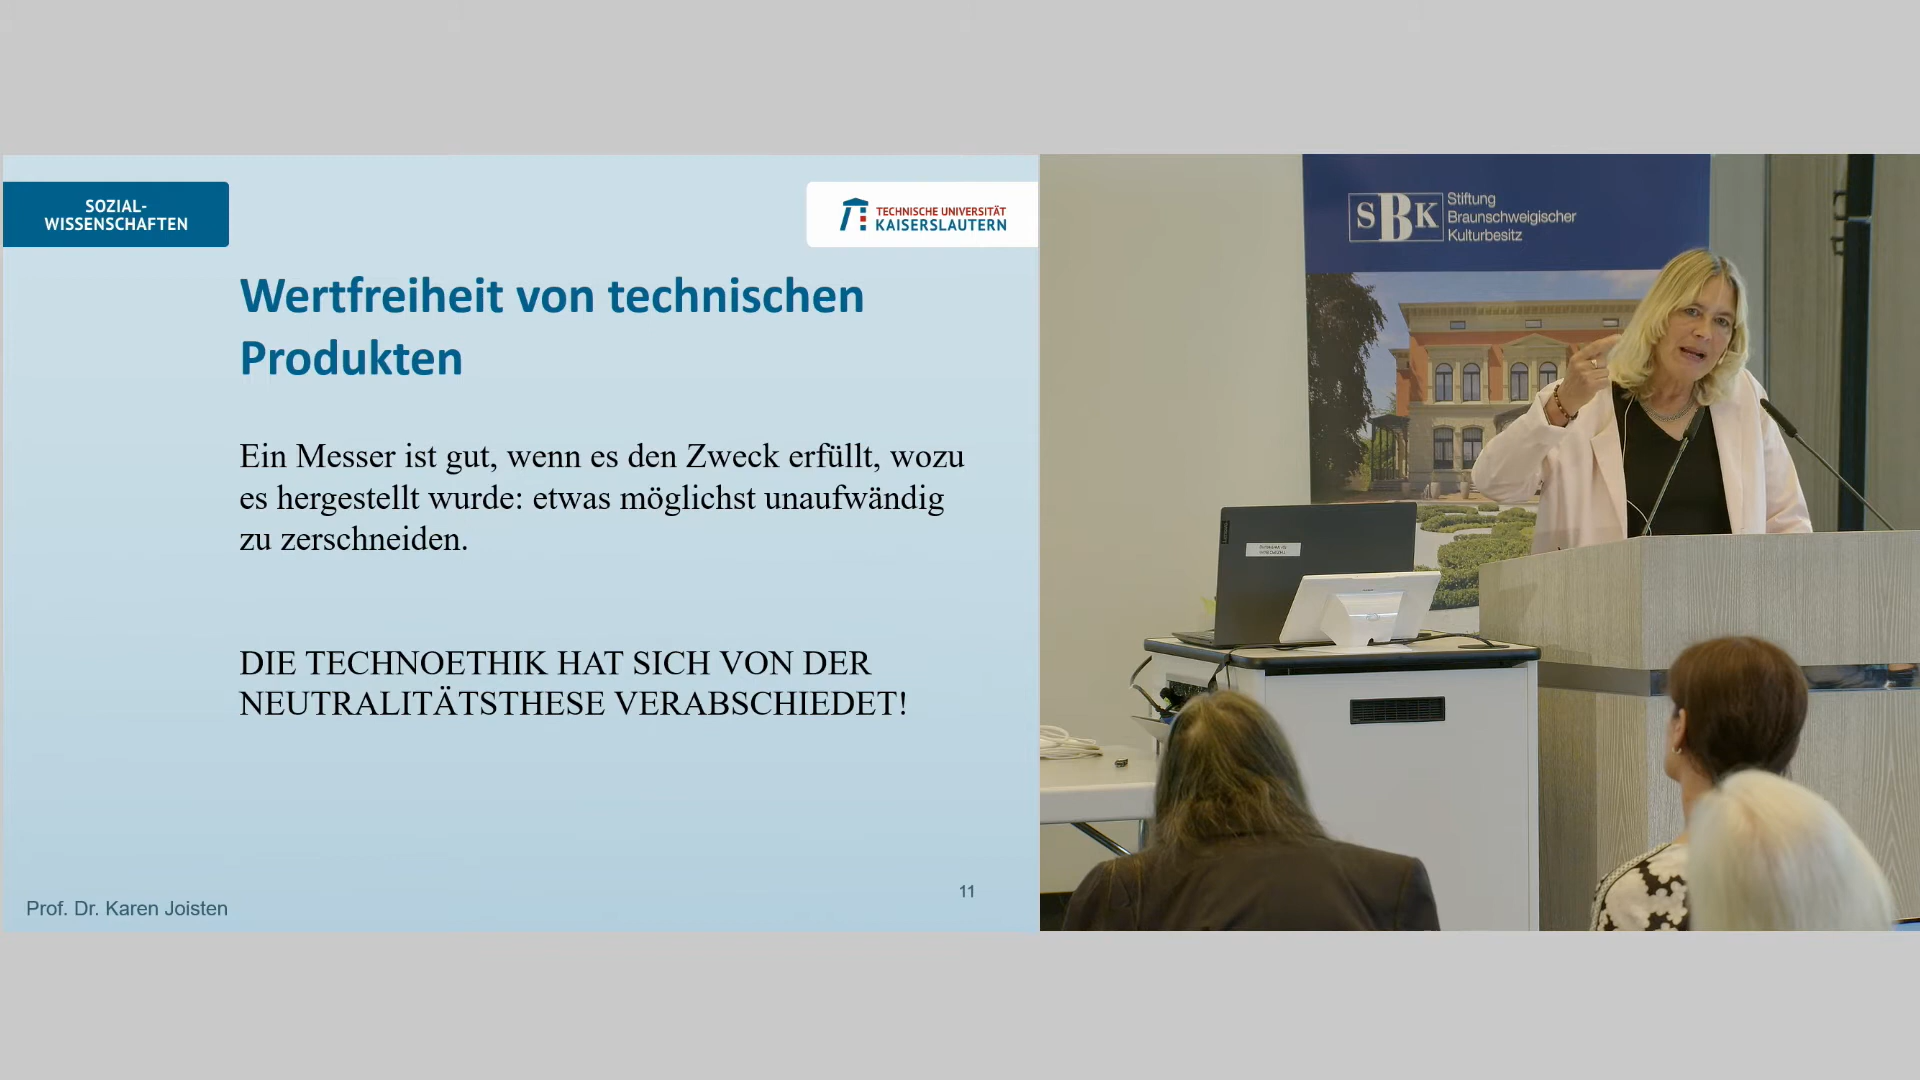 SOZIAL-
WISSENSCHAFTEN
TECHNISCHE UNIVERSITÄT
KAISERSLAUTERN
Wertfreiheit von technischen
Produkten
Ein Messer ist gut, wenn es den Zweck erfüllt, wozu
es hergestellt wurde: etwas möglichst unaufwändig
zu zerschneiden.
DIE TECHNOETHIK HAT SICH VON DER
NEUTRALITÄTSTHESE VERABSCHIEDET!
11
Prof. Dr. Karen Joisten
SBK
Stiftung
Braunschweigischer
Kulturbesitz